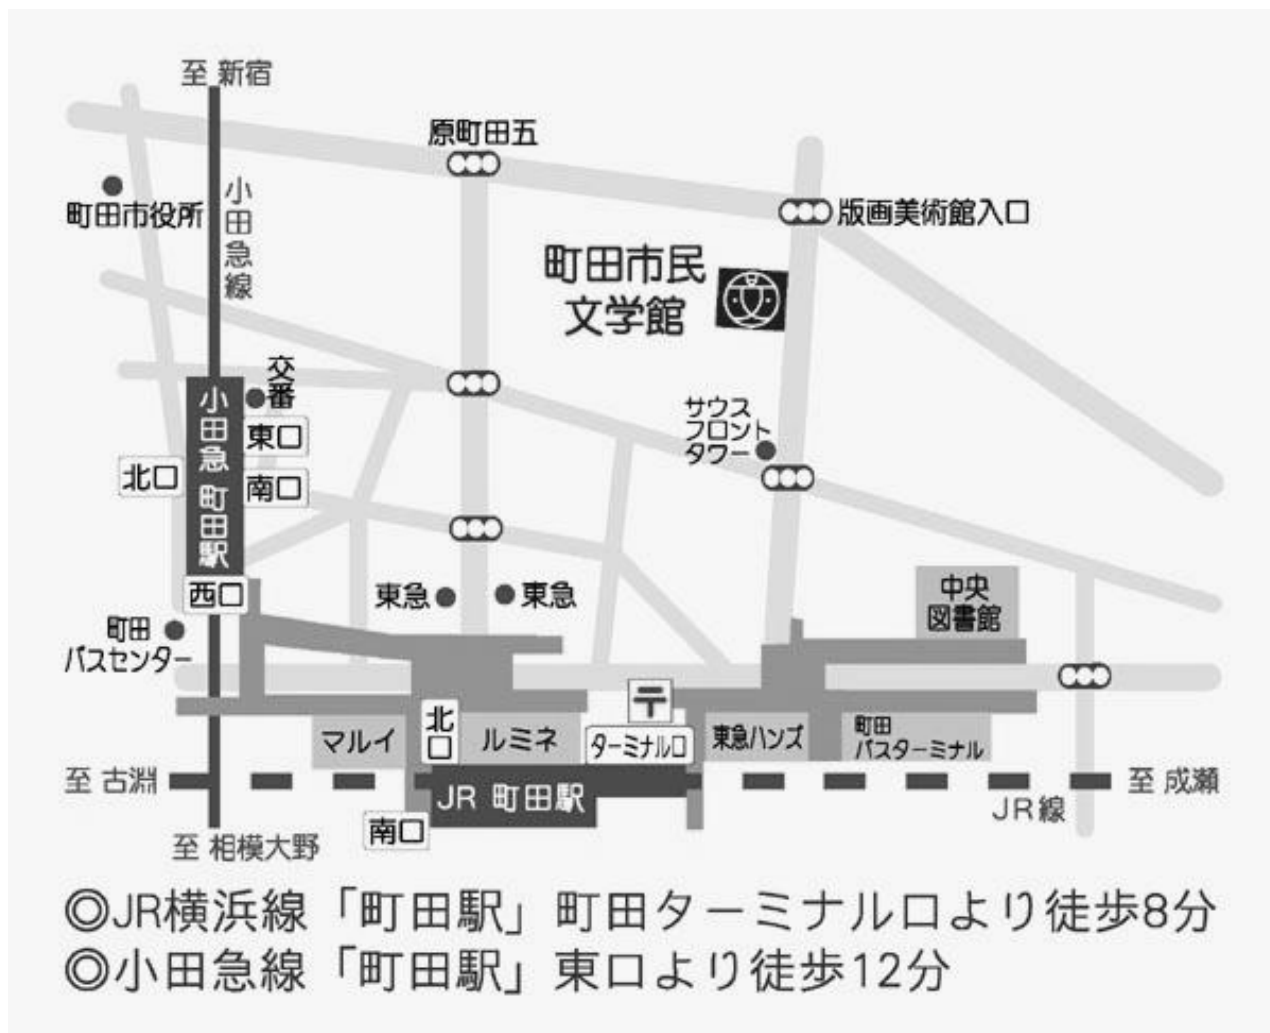 至 新宿
原町田五
小田急線
町田市役所
版画美術館入口
町田市民
文学館
交番
小田急 町田駅
東口
北口
南口
サウス
フロント
タワー
西口
東急
東急
中央
図書館
町田
バスセンター
〒
北口
マルイ
ルミネ
ターミナル口
東急ハンズ
町田
バスターミナル
至 古淵
JR 町田駅
至 成瀬
JR線
南口
至 相模大野
◎JR横浜線「町田駅」町田ターミナル口より徒歩8分
◎小田急線「町田駅」東口より徒歩12分